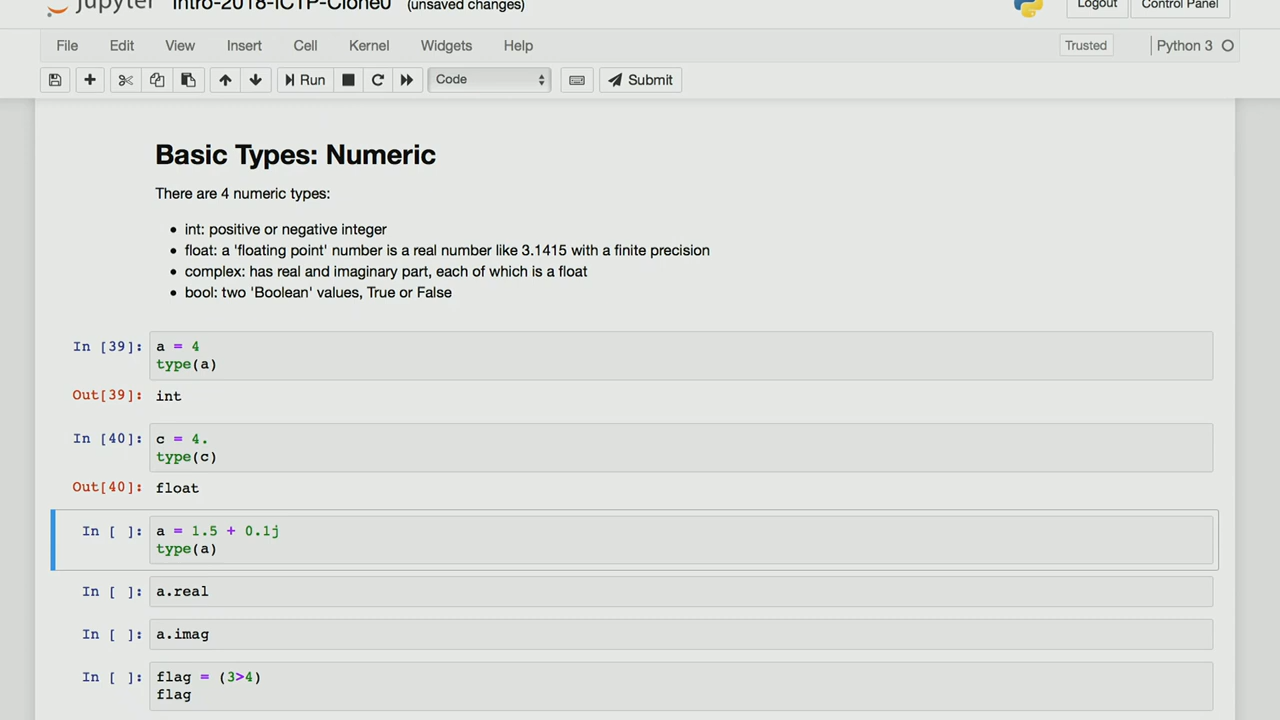 jupyter Intro-2018-ICTP-Clone0 (unsaved changes) Logout Control Panel
File Edit View Insert Cell Kernel Widgets Help Trusted Python 3
Run Code Submit
Basic Types: Numeric
There are 4 numeric types:
• int: positive or negative integer
• float: a 'floating point' number is a real number like 3.1415 with a finite precision
• complex: has real and imaginary part, each of which is a float
• bool: two 'Boolean' values, True or False
In [39]: a = 4
type(a)
Out[39]: int
In [40]: c = 4.
type(c)
Out[40]: float
In [ ]: a = 1.5 + 0.1j
type(a)
In [ ]: a.real
In [ ]: a.imag
In [ ]: flag = (3>4)
flag